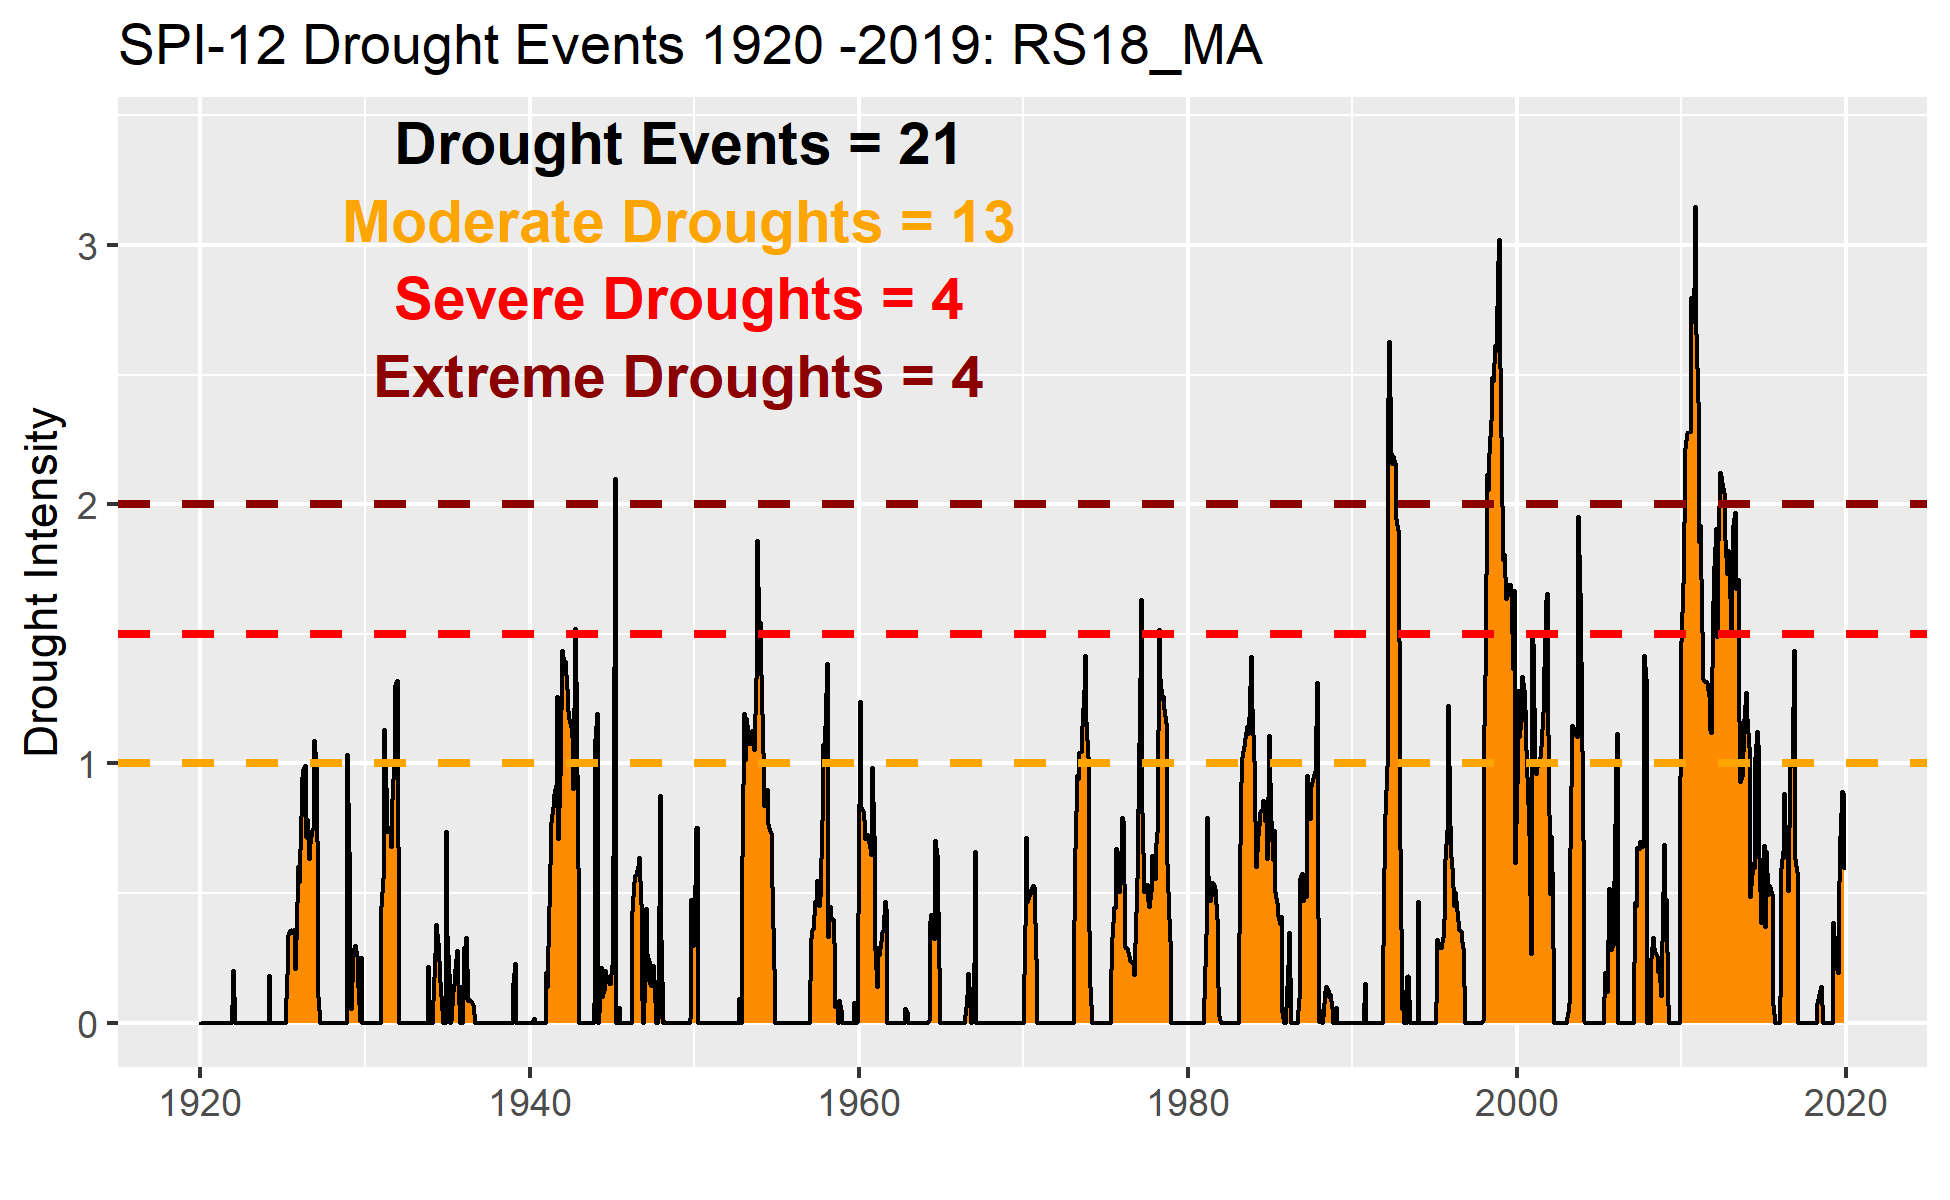 SPI-12 Drought Events 1920 -2019: RS18_MA
Drought Events = 21
Moderate Droughts = 13
Severe Droughts = 4
Extreme Droughts = 4
Drought Intensity
3
2
1
0
1920 1940 1960 1980 2000 2020